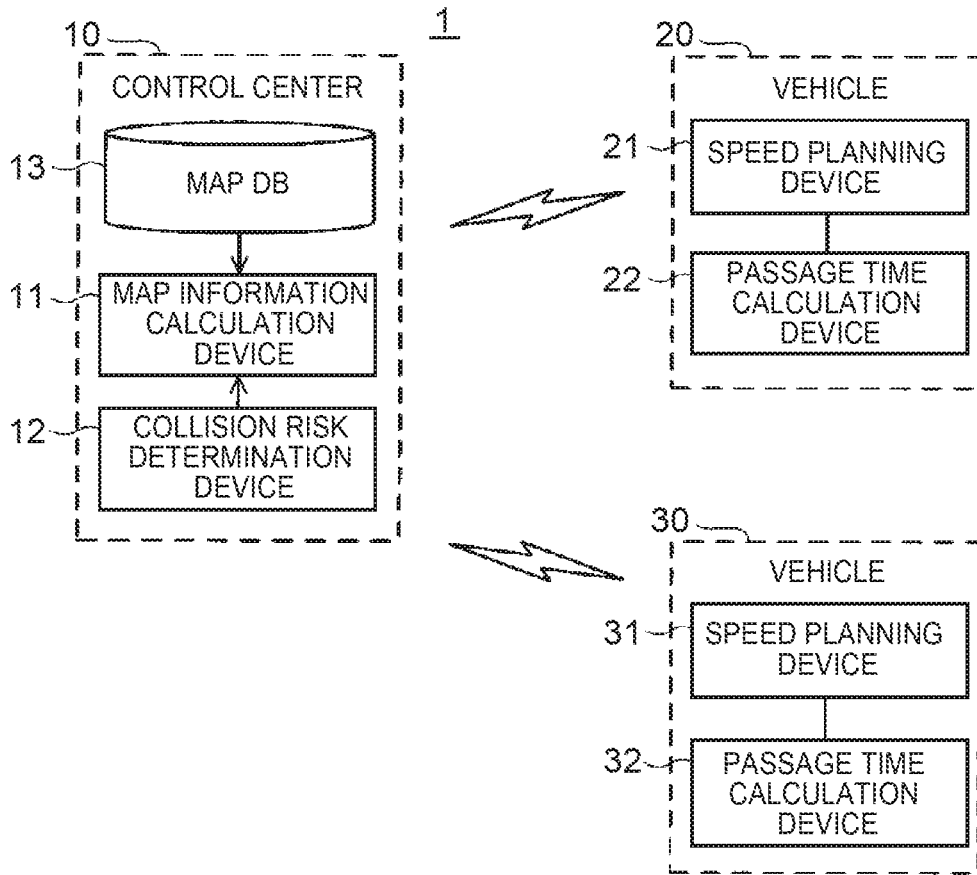 1
10
CONTROL CENTER
13
MAP DB
11
MAP INFORMATION
CALCULATION
DEVICE
12
COLLISION RISK
DETERMINATION
DEVICE
20
VEHICLE
21
SPEED PLANNING
DEVICE
22
PASSAGE TIME
CALCULATION
DEVICE
30
VEHICLE
31
SPEED PLANNING
DEVICE
32
PASSAGE TIME
CALCULATION
DEVICE